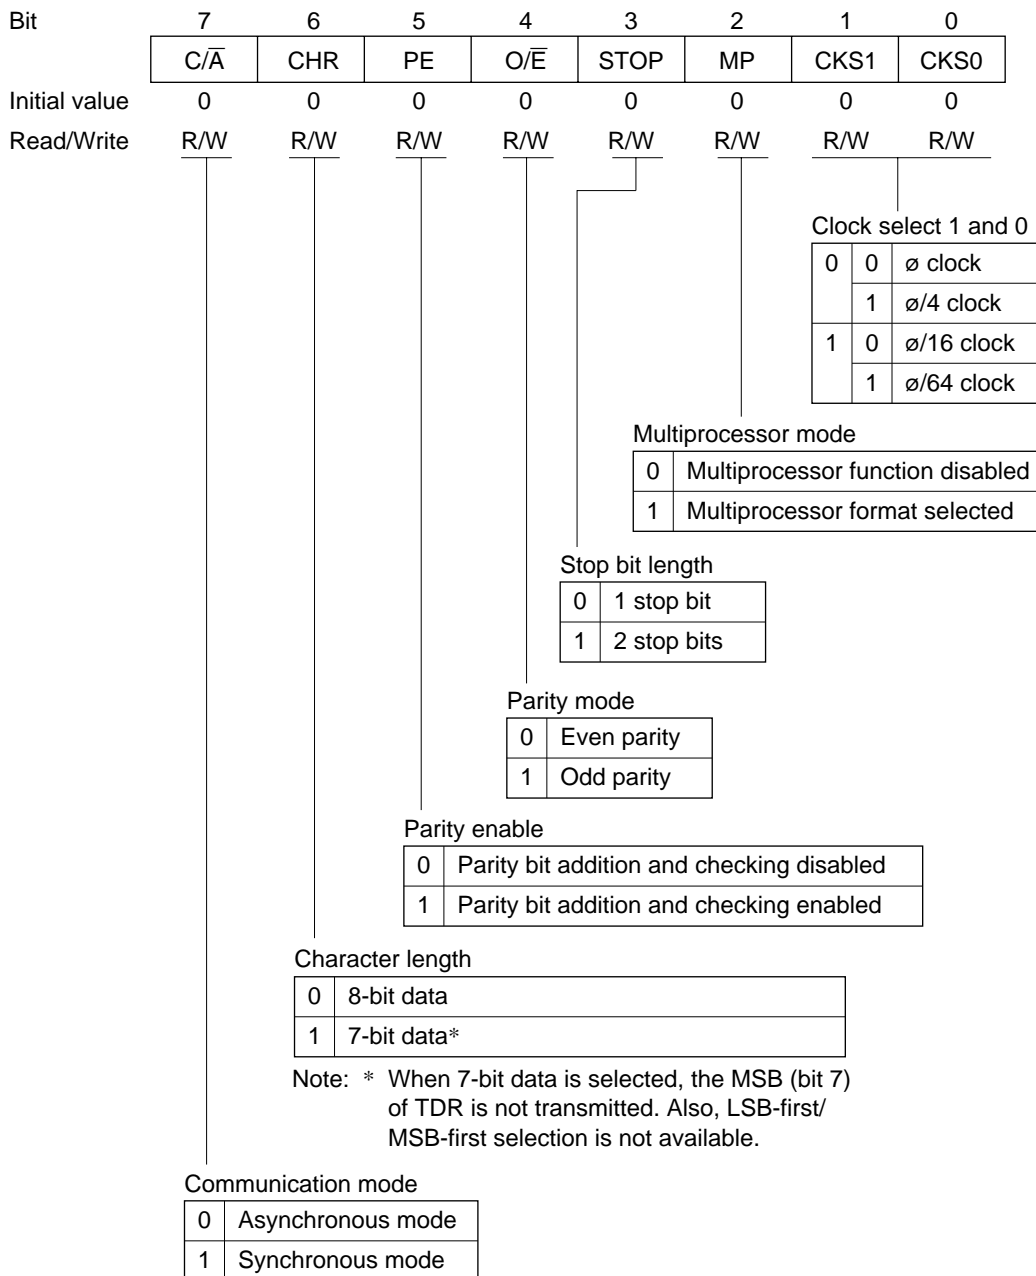 Bit 7 6 5 4 3 2 1 0
C/A̅ CHR PE O/E̅ STOP MP CKS1 CKS0
Initial value 0 0 0 0 0 0 0 0
Read/Write R/W R/W R/W R/W R/W R/W R/W R/W
Clock select 1 and 0
0 0 ø clock
1 ø/4 clock
1 0 ø/16 clock
1 ø/64 clock
Multiprocessor mode
0 Multiprocessor function disabled
1 Multiprocessor format selected
Stop bit length
0 1 stop bit
1 2 stop bits
Parity mode
0 Even parity
1 Odd parity
Parity enable
0 Parity bit addition and checking disabled
1 Parity bit addition and checking enabled
Character length
0 8-bit data
1 7-bit data*
Note: * When 7-bit data is selected, the MSB (bit 7)
of TDR is not transmitted. Also, LSB-first/
MSB-first selection is not available.
Communication mode
0 Asynchronous mode
1 Synchronous mode